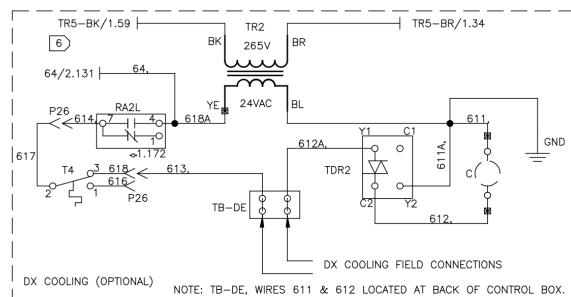 TR5-BK/1.59
TR2
TR5-BR/1.34
BK
BR
265V
6
64/2.131
64,
24VAC
YE
BL
P26
614,
RA2L
7
4
618A
1
1.172
617
612A,
Y1
C1
611,
611A,
GND
T4
3
618
613,
2
616
1
P26
TDR2
C
TB-DE
C2
Y2
612,
DX COOLING FIELD CONNECTIONS
DX COOLING (OPTIONAL)
NOTE: TB-DE, WIRES 611 & 612 LOCATED AT BACK OF CONTROL BOX.